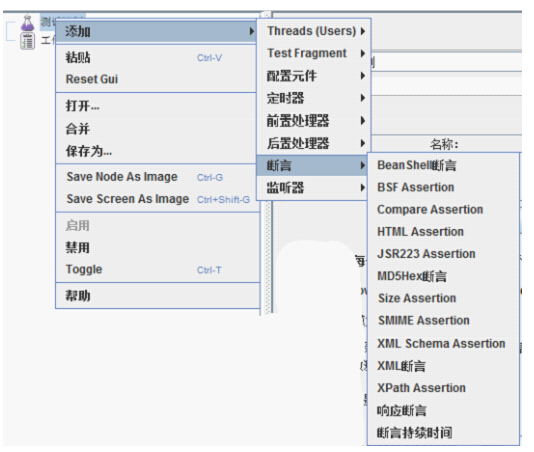 添加
粘贴 Ctrl-V
Reset Gui
打开...
合并
保存为...
Save Node As Image Ctrl-G
Save Screen As Image Ctrl+Shift-G
启用
禁用
Toggle Ctrl-T
帮助
Threads (Users)
Test Fragment
配置元件
定时器
前置处理器
后置处理器
断言
监听器
名称：
BeanShell断言
BSF Assertion
Compare Assertion
HTML Assertion
JSR223 Assertion
MD5Hex断言
Size Assertion
SMIME Assertion
XML Schema Assertion
XML断言
XPath Assertion
响应断言
断言持续时间